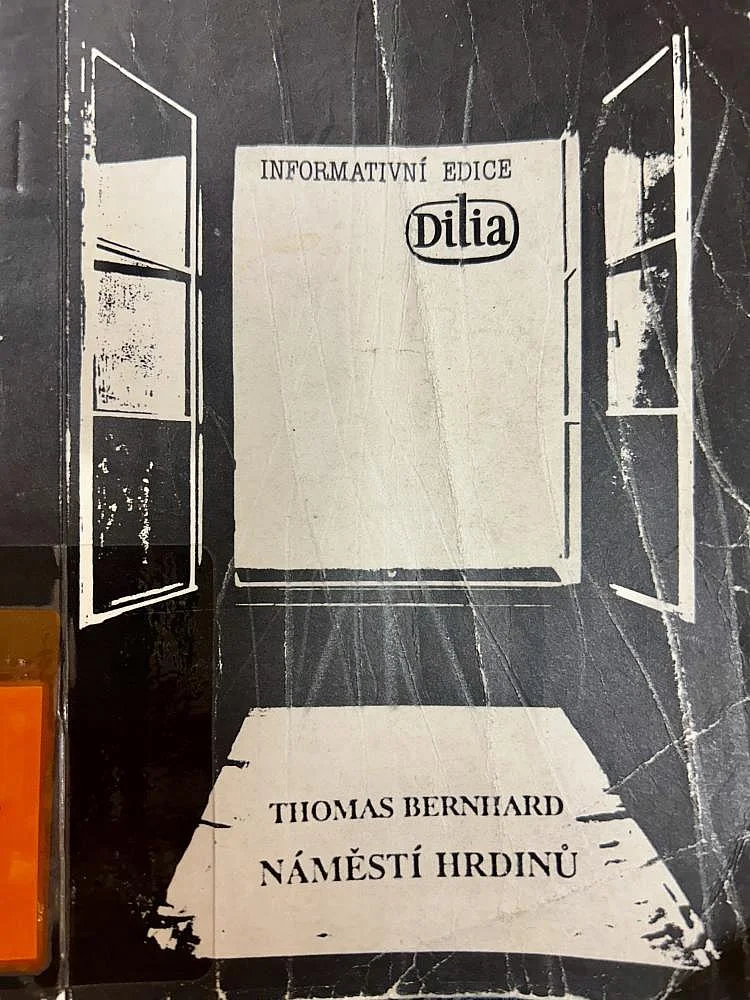 INFORMATIVNÍ EDICE
Dilia
THOMAS BERNHARD
NÁMĚSTÍ HRDINŮ